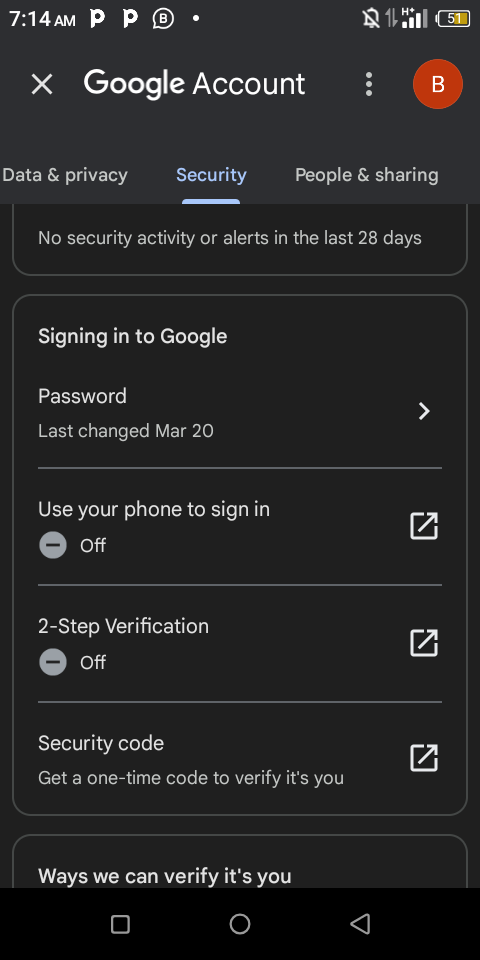 7:14 AM
51
Google Account
B
Data & privacy
Security
People & sharing
No security activity or alerts in the last 28 days
Signing in to Google
Password
Last changed Mar 20
Use your phone to sign in
Off
2-Step Verification
Off
Security code
Get a one-time code to verify it's you
Ways we can verify it's you